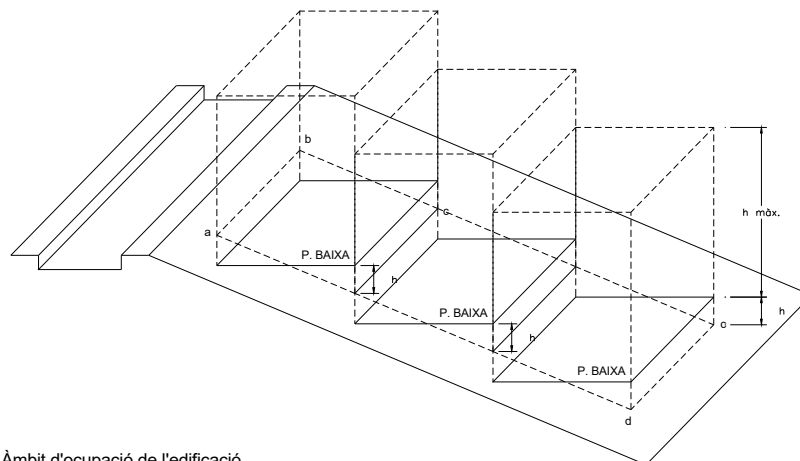 b
a
c
P. BAIXA
h
h màx.
P. BAIXA
h
h
c
P. BAIXA
d
Àmbit d'ocupació de l'edificació